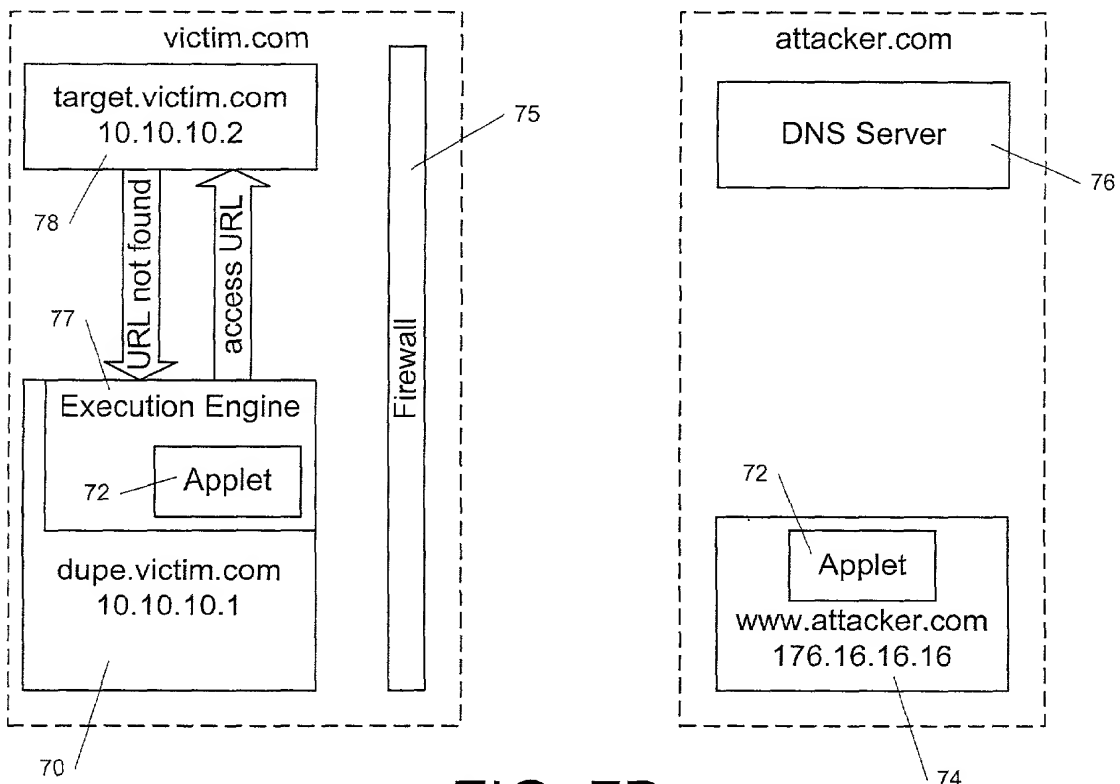 victim.com
target.victim.com
10.10.10.2
78
URL not found
access URL
77
Execution Engine
72
Applet
dupe.victim.com
10.10.10.1
70
Firewall
75
attacker.com
DNS Server
76
72
Applet
www.attacker.com
176.16.16.16
74
FIG.